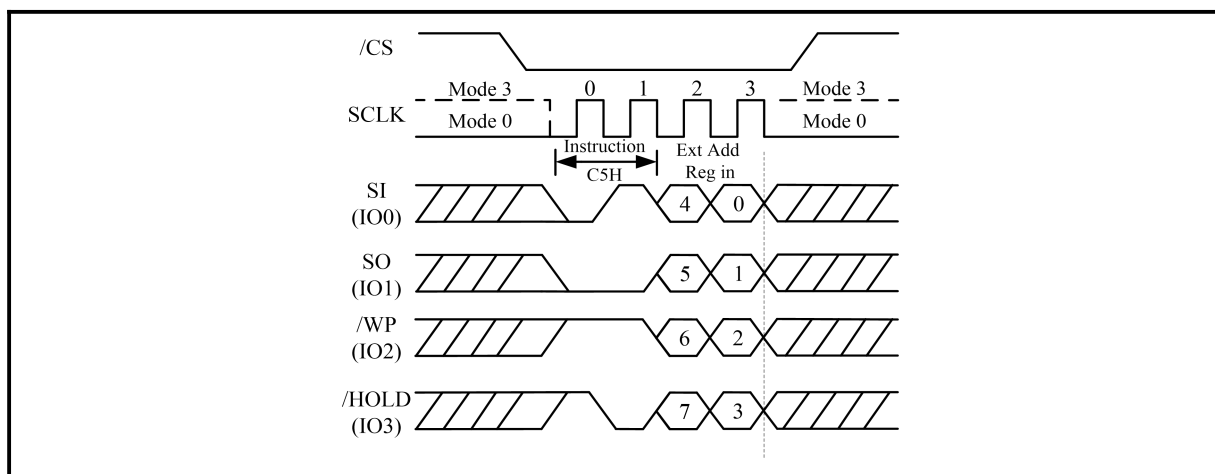 /CS
Mode 3 0 1 2 3 Mode 3
SCLK
Mode 0 Mode 0
Instruction Ext Add
C5H Reg in
SI
(IO0)
4 0
SO
(IO1)
5 1
/WP
(IO2)
6 2
/HOLD
(IO3)
7 3